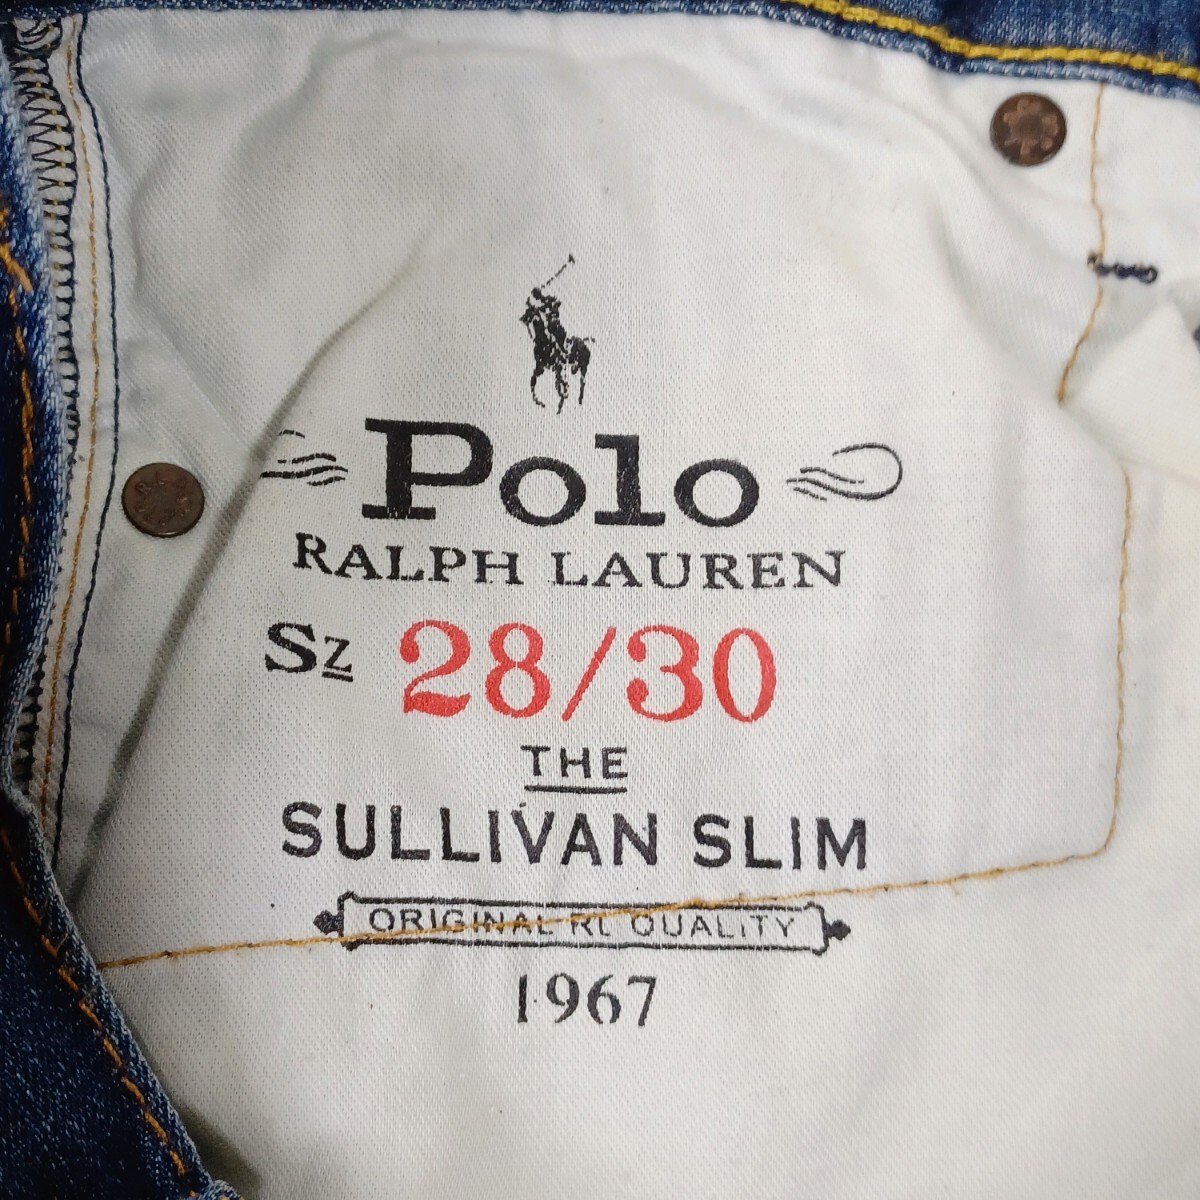 Polo
RALPH LAUREN
Sz 28/30
THE
SULLIVAN SLIM
ORIGINAL RL QUALITY
1967